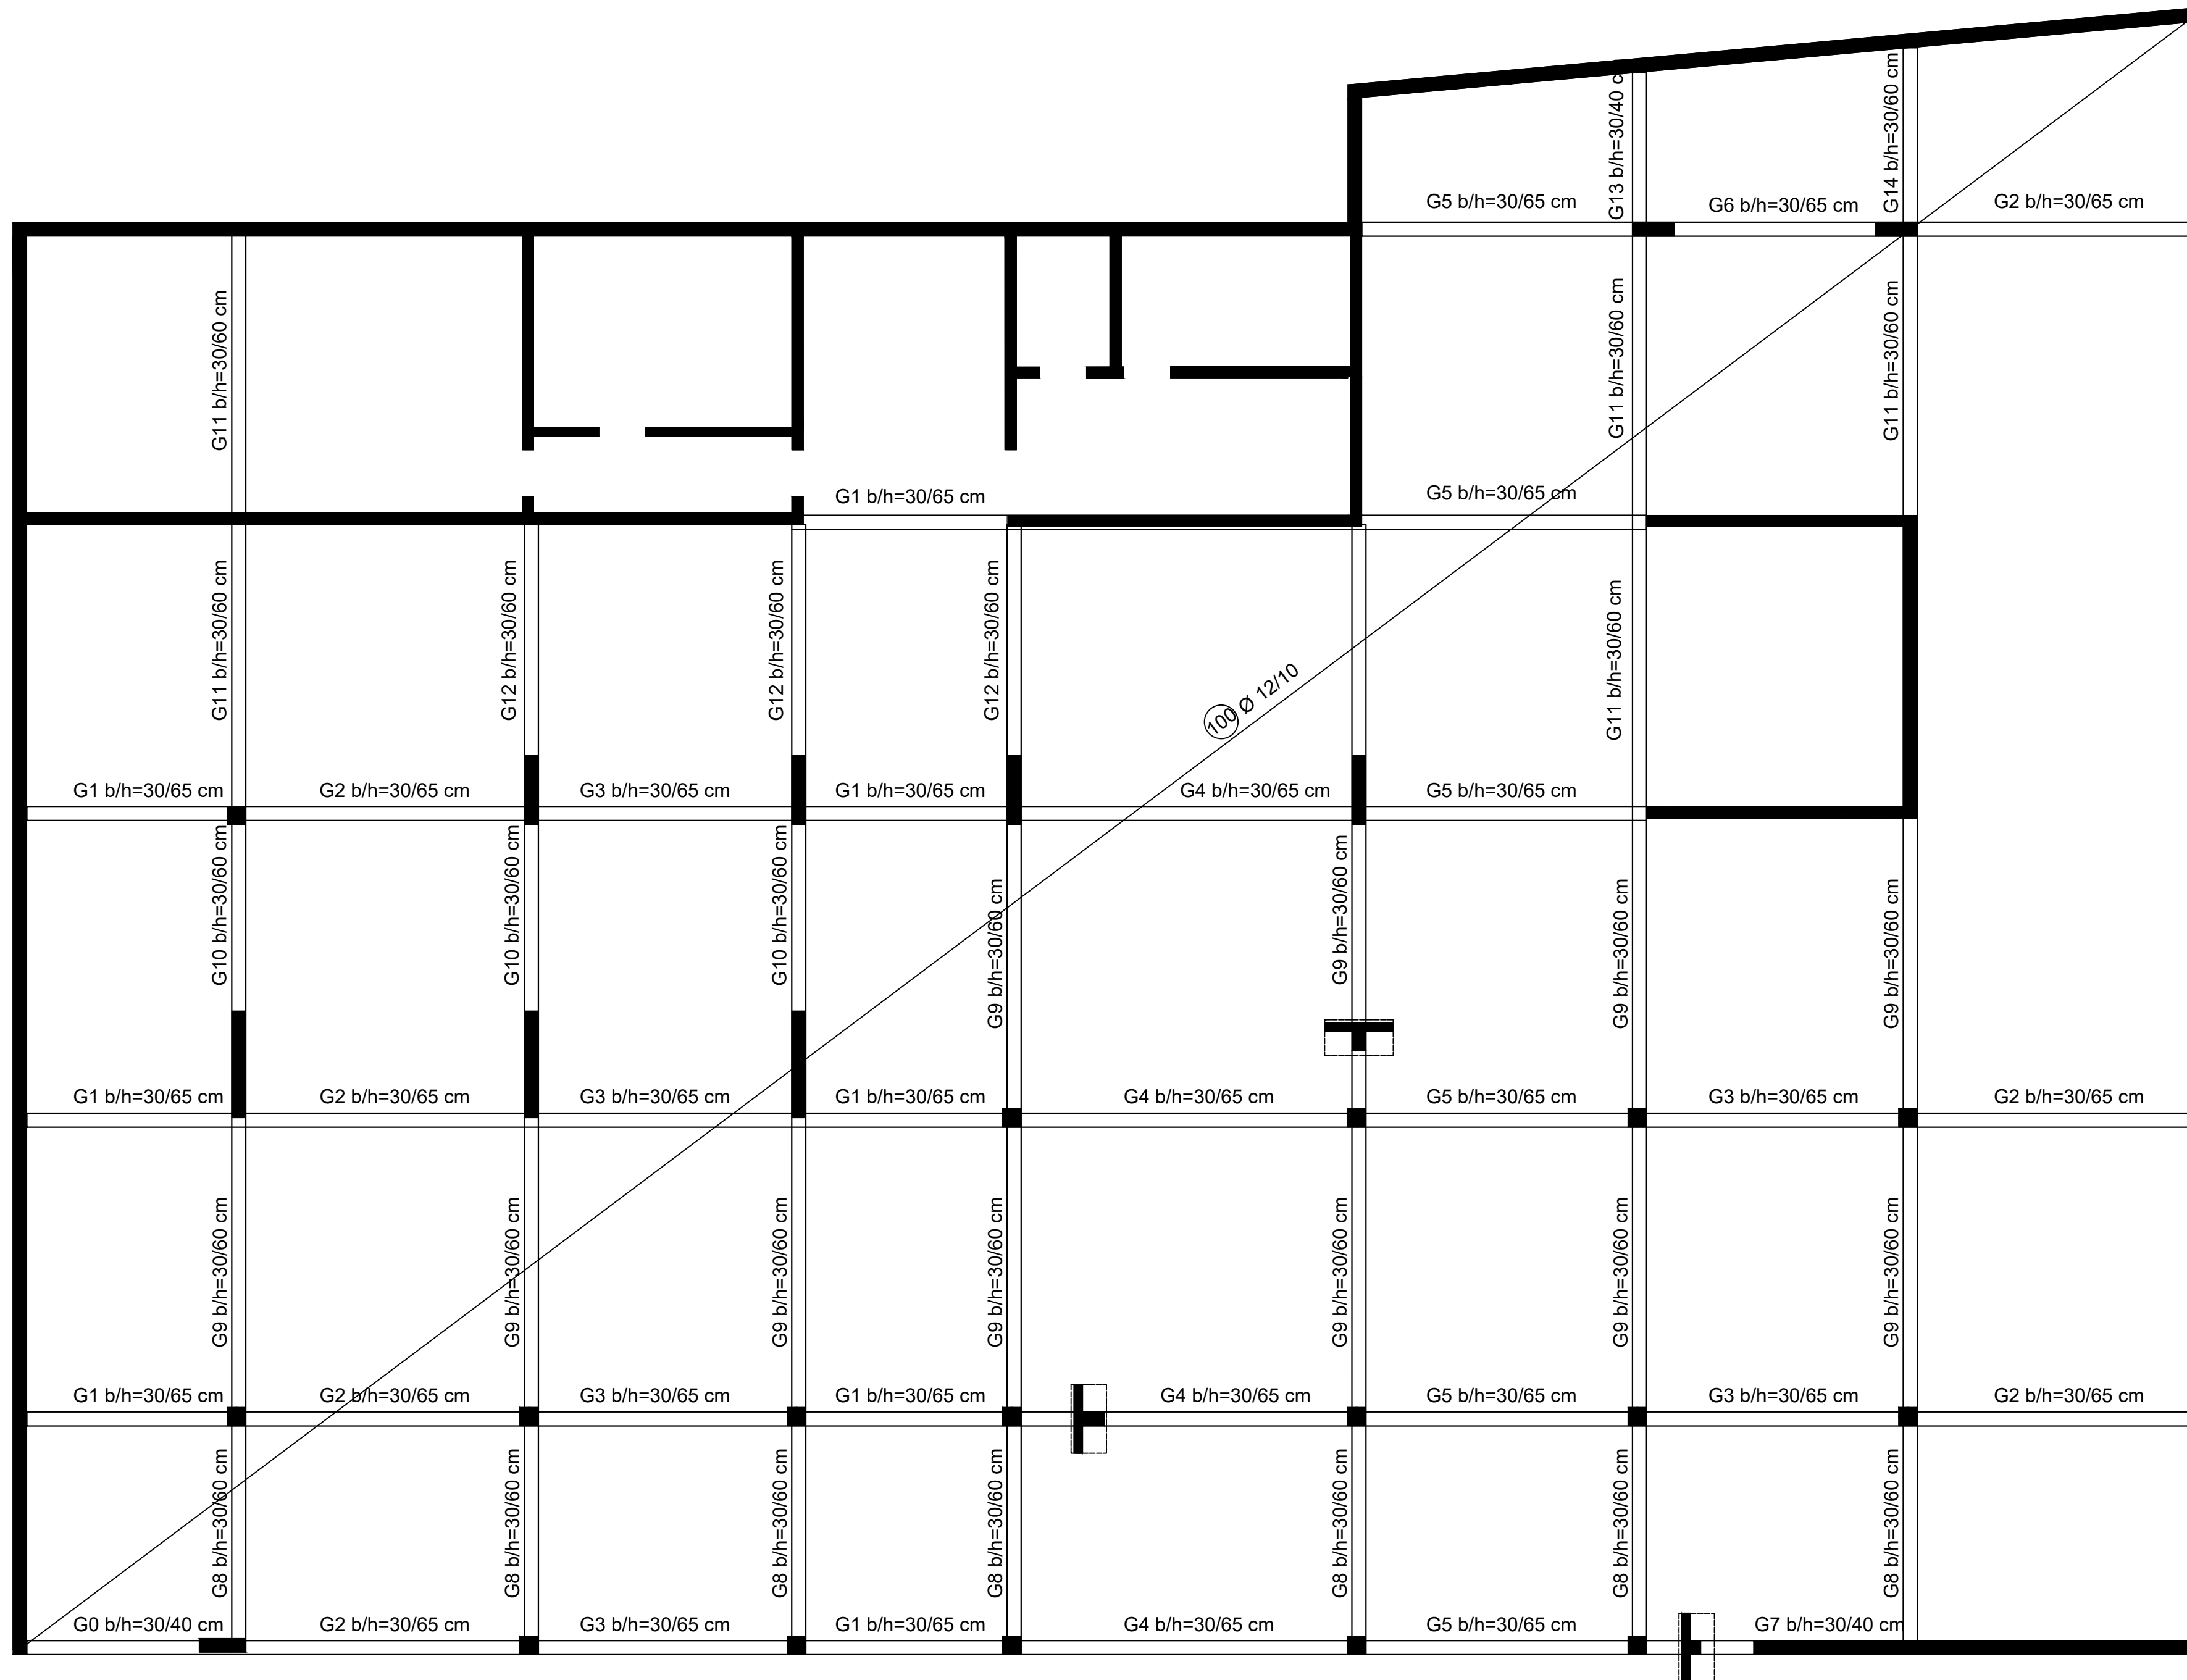 G13 b/h=30/40 c
G14 b/h=30/60 cm
G5 b/h=30/65 cm
G6 b/h=30/65 cm
G2 b/h=30/65 cm
G11 b/h=30/60 cm
G11 b/h=30/60 cm
G11 b/h=30/60 cm
G1 b/h=30/65 cm
G5 b/h=30/65 cm
G11 b/h=30/60 cm
G12 b/h=30/60 cm
G12 b/h=30/60 cm
G12 b/h=30/60 cm
100 Ø 12/10
G11 b/h=30/60 cm
G1 b/h=30/65 cm
G2 b/h=30/65 cm
G3 b/h=30/65 cm
G1 b/h=30/65 cm
G4 b/h=30/65 cm
G5 b/h=30/65 cm
G10 b/h=30/60 cm
G10 b/h=30/60 cm
G10 b/h=30/60 cm
G9 b/h=30/60 cm
G9 b/h=30/60 cm
G9 b/h=30/60 cm
G9 b/h=30/60 cm
G1 b/h=30/65 cm
G2 b/h=30/65 cm
G3 b/h=30/65 cm
G1 b/h=30/65 cm
G4 b/h=30/65 cm
G5 b/h=30/65 cm
G3 b/h=30/65 cm
G2 b/h=30/65 cm
G9 b/h=30/60 cm
G9 b/h=30/60 cm
G9 b/h=30/60 cm
G9 b/h=30/60 cm
G9 b/h=30/60 cm
G9 b/h=30/60 cm
G9 b/h=30/60 cm
G1 b/h=30/65 cm
G2 b/h=30/65 cm
G3 b/h=30/65 cm
G1 b/h=30/65 cm
G4 b/h=30/65 cm
G5 b/h=30/65 cm
G3 b/h=30/65 cm
G2 b/h=30/65 cm
G8 b/h=30/60 cm
G8 b/h=30/60 cm
G8 b/h=30/60 cm
G8 b/h=30/60 cm
G8 b/h=30/60 cm
G8 b/h=30/60 cm
G8 b/h=30/60 cm
G0 b/h=30/40 cm
G2 b/h=30/65 cm
G3 b/h=30/65 cm
G1 b/h=30/65 cm
G4 b/h=30/65 cm
G5 b/h=30/65 cm
G7 b/h=30/40 cm